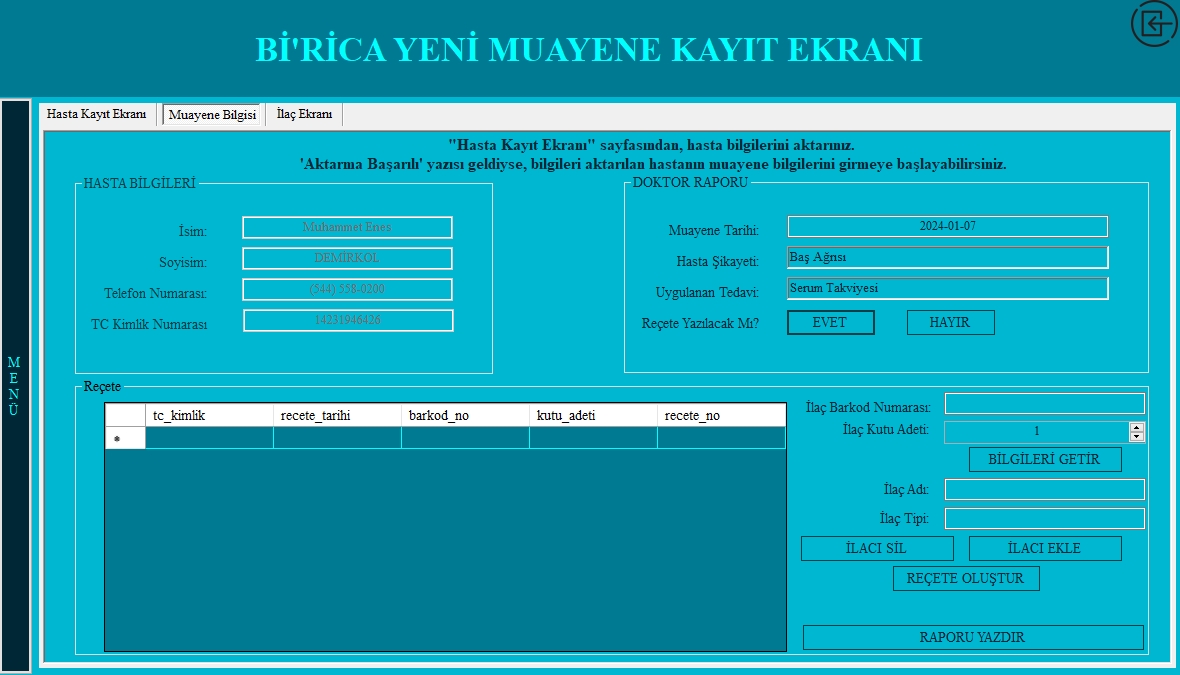 Bİ'RİCA YENİ MUAYENE KAYIT EKRANI
Hasta Kayıt Ekranı
Muayene Bilgisi
İlaç Ekranı
"Hasta Kayıt Ekranı" sayfasından, hasta bilgilerini aktarınız.
'Aktarma Başarılı' yazısı geldiyse, bilgileri aktarılan hastanın muayene bilgilerini girmeye başlayabilirsiniz.
MENÜ
HASTA BİLGİLERİ
İsim: Muhammet Enes
Soyisim: DEMİRKOL
Telefon Numarası: (544) 558-0200
TC Kimlik Numarası 14231946426
DOKTOR RAPORU
Muayene Tarihi: 2024-01-07
Hasta Şikayeti: Baş Ağrısı
Uygulanan Tedavi: Serum Takviyesi
Reçete Yazılacak Mı? EVET HAYIR
Reçete
tc_kimlik recete_tarihi barkod_no kutu_adeti recete_no
*
İlaç Barkod Numarası:
İlaç Kutu Adeti: 1
BİLGİLERİ GETİR
İlaç Adı:
İlaç Tipi:
İLACI SİL İLACI EKLE
REÇETE OLUŞTUR
RAPORU YAZDIR